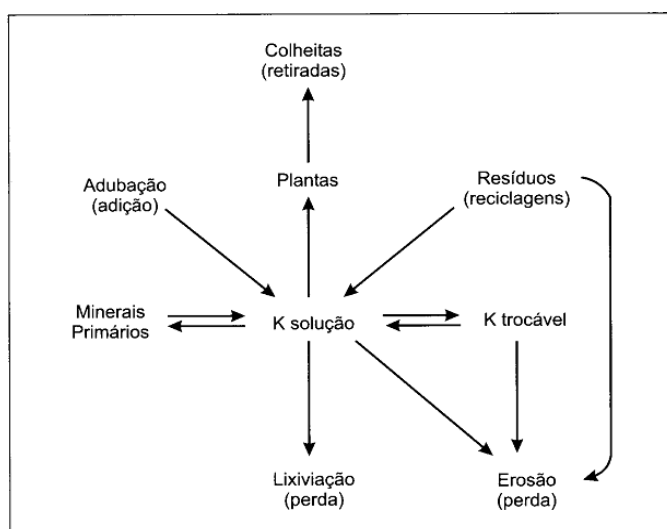 Colheitas
(retiradas)
Adubação
(adição)
Plantas
Resíduos
(reciclagens)
Minerais
Primários
K solução
K trocável
Lixiviação
(perda)
Erosão
(perda)